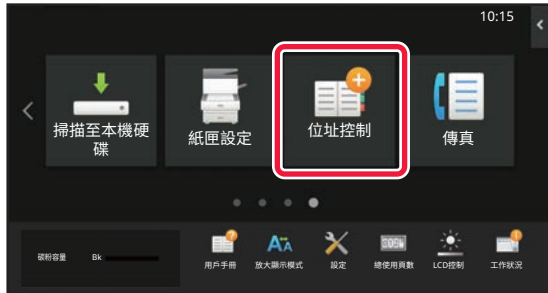 10:15
掃描至本機硬
碟
紙匣設定
位址控制
傳真
碳粉容量 Bk
用戶手冊
放大顯示模式
設定
總使用頁數
LCD控制
工作狀況